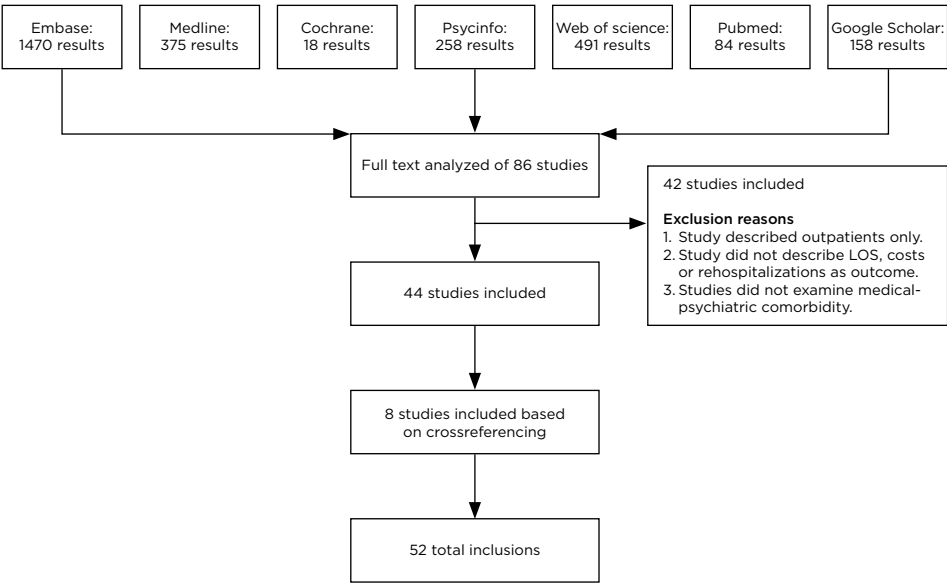 Embase:
1470 results
Medline:
375 results
Cochrane:
18 results
Psycinfo:
258 results
Web of science:
491 results
Pubmed:
84 results
Google Scholar:
158 results
Full text analyzed of 86 studies
42 studies included
Exclusion reasons
1. Study described outpatients only.
2. Study did not describe LOS, costs
or rehospitalizations as outcome.
3. Studies did not examine medical-
psychiatric comorbidity.
44 studies included
8 studies included based
on crossreferencing
52 total inclusions